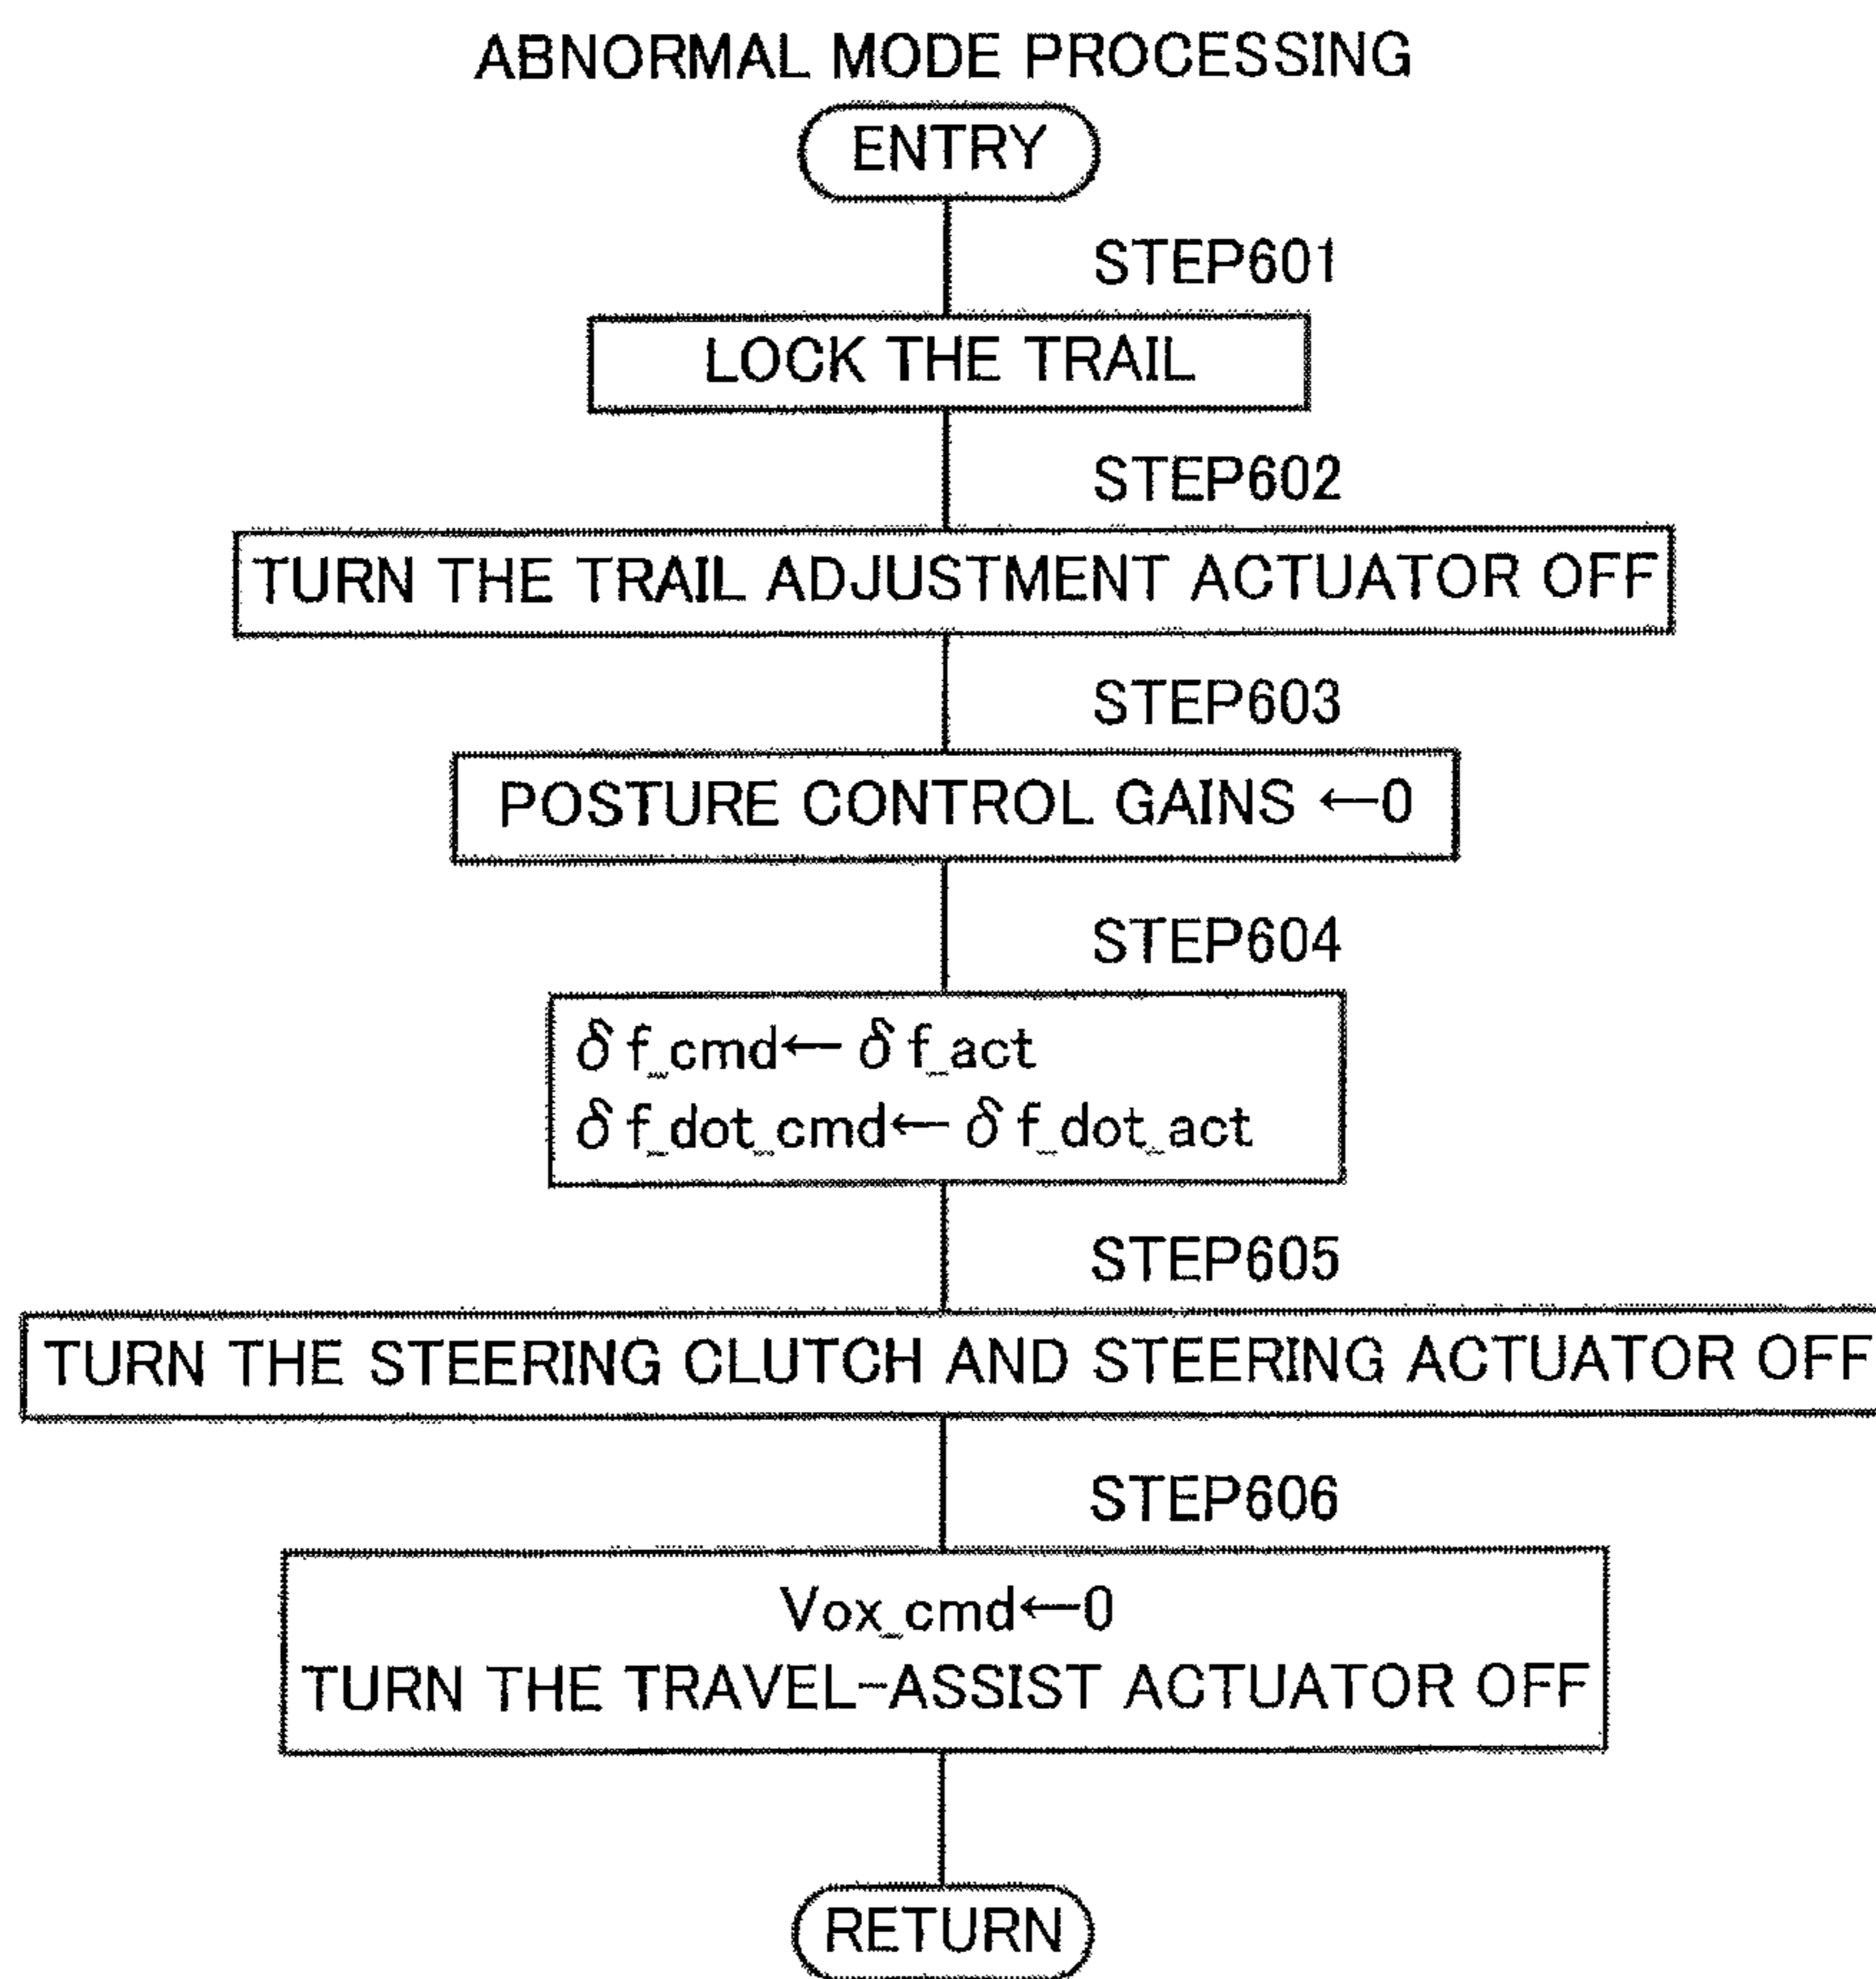 ABNORMAL MODE PROCESSING
ENTRY
STEP601
LOCK THE TRAIL
STEP602
TURN THE TRAIL ADJUSTMENT ACTUATOR OFF
STEP603
POSTURE CONTROL GAINS ←0
STEP604
δf_cmd← δf_act
δf_dot_cmd← δf_dot_act
STEP605
TURN THE STEERING CLUTCH AND STEERING ACTUATOR OFF
STEP606
Vox_cmd←0
TURN THE TRAVEL-ASSIST ACTUATOR OFF
RETURN